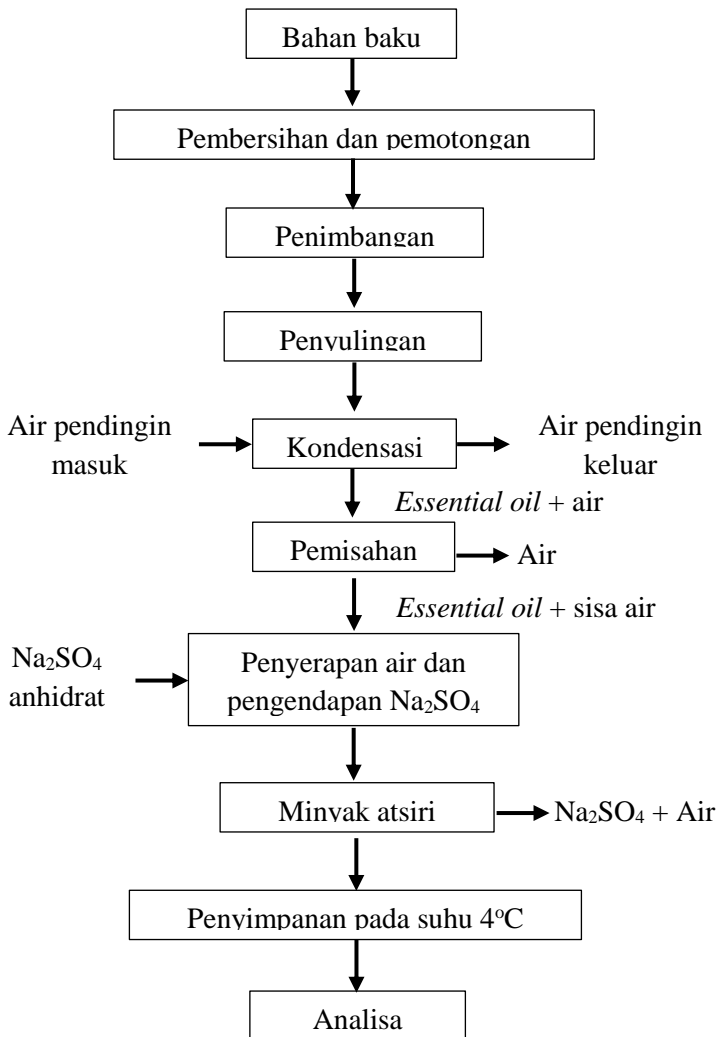 Bahan baku
Pembersihan dan pemotongan
Penimbangan
Penyulingan
Air pendingin
masuk
Kondensasi
Air pendingin
keluar
Essential oil + air
Pemisahan
Air
Essential oil + sisa air
Na₂SO₄
anhidrat
Penyerapan air dan
pengendapan Na₂SO₄
Minyak atsiri
Na₂SO₄ + Air
Penyimpanan pada suhu 4°C
Analisa